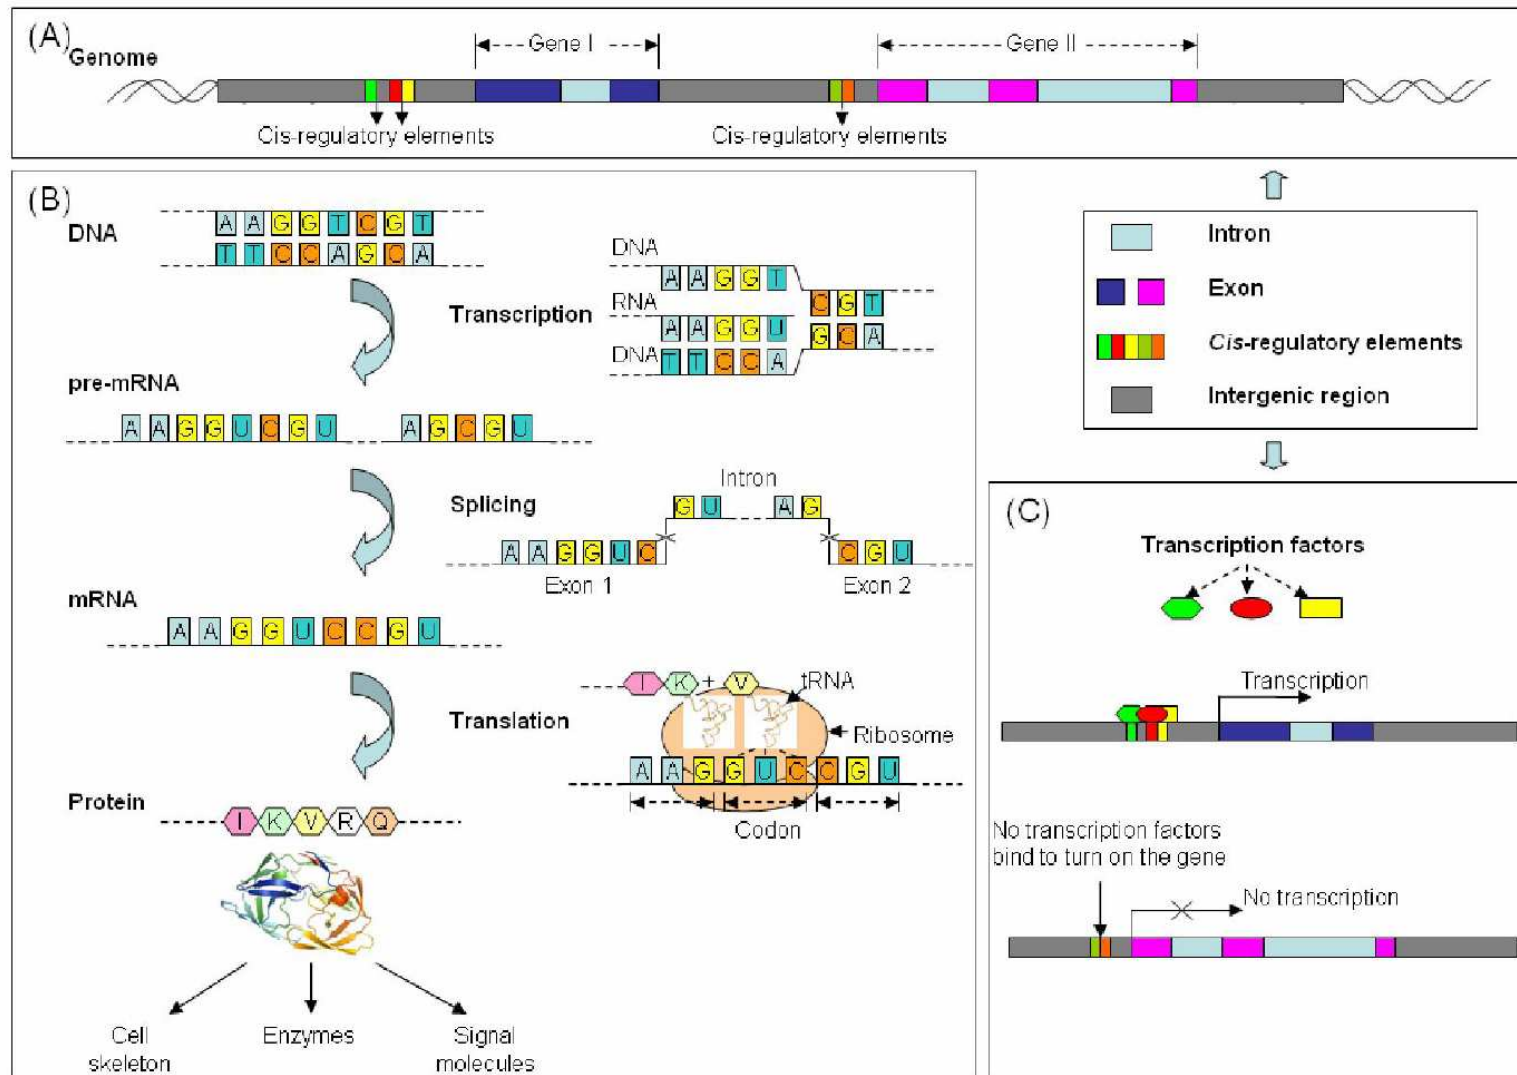 (A)
Genome
Gene I
Gene II
Cis-regulatory elements
Cis-regulatory elements
(B)
DNA
A A G G T C G T
T T C C A G C A
Transcription
DNA
A A G G T
RNA
C G T
A A G G U
G C A
DNA
T T C C A
pre-mRNA
A A G G U C G U
A G C G U
Splicing
Intron
G U
A G
A A G G U C
C G U
Exon 1
Exon 2
mRNA
A A G G U C C G U
Translation
I K + V
tRNA
Ribosome
A A G G U C C G U
Codon
Protein
I K V R Q
Cell
skeleton
Enzymes
Signal
molecules
Intron
Exon
Cis-regulatory elements
Intergenic region
(C)
Transcription factors
Transcription
No transcription factors
bind to turn on the gene
No transcription